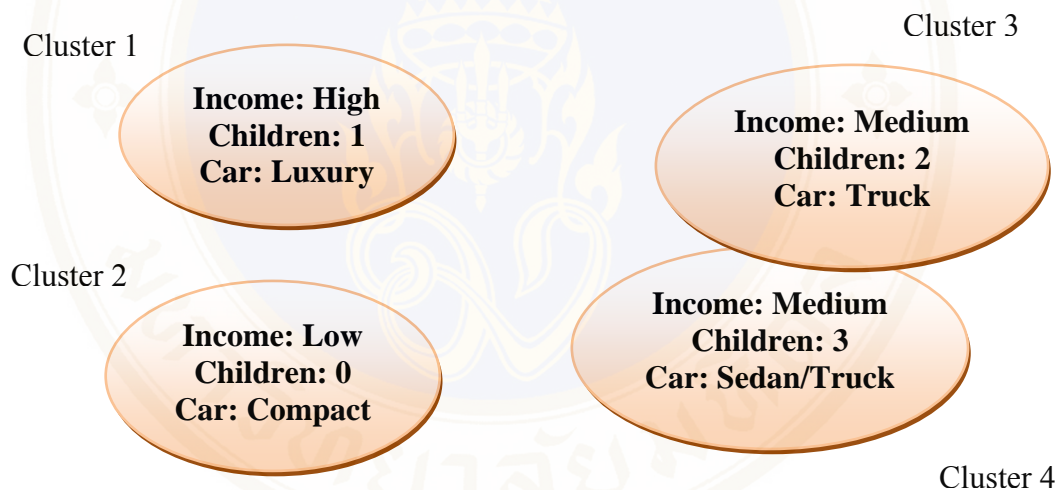 Cluster 1
Income: High
Children: 1
Car: Luxury
Cluster 3
Income: Medium
Children: 2
Car: Truck
Cluster 2
Income: Low
Children: 0
Car: Compact
Income: Medium
Children: 3
Car: Sedan/Truck
Cluster 4